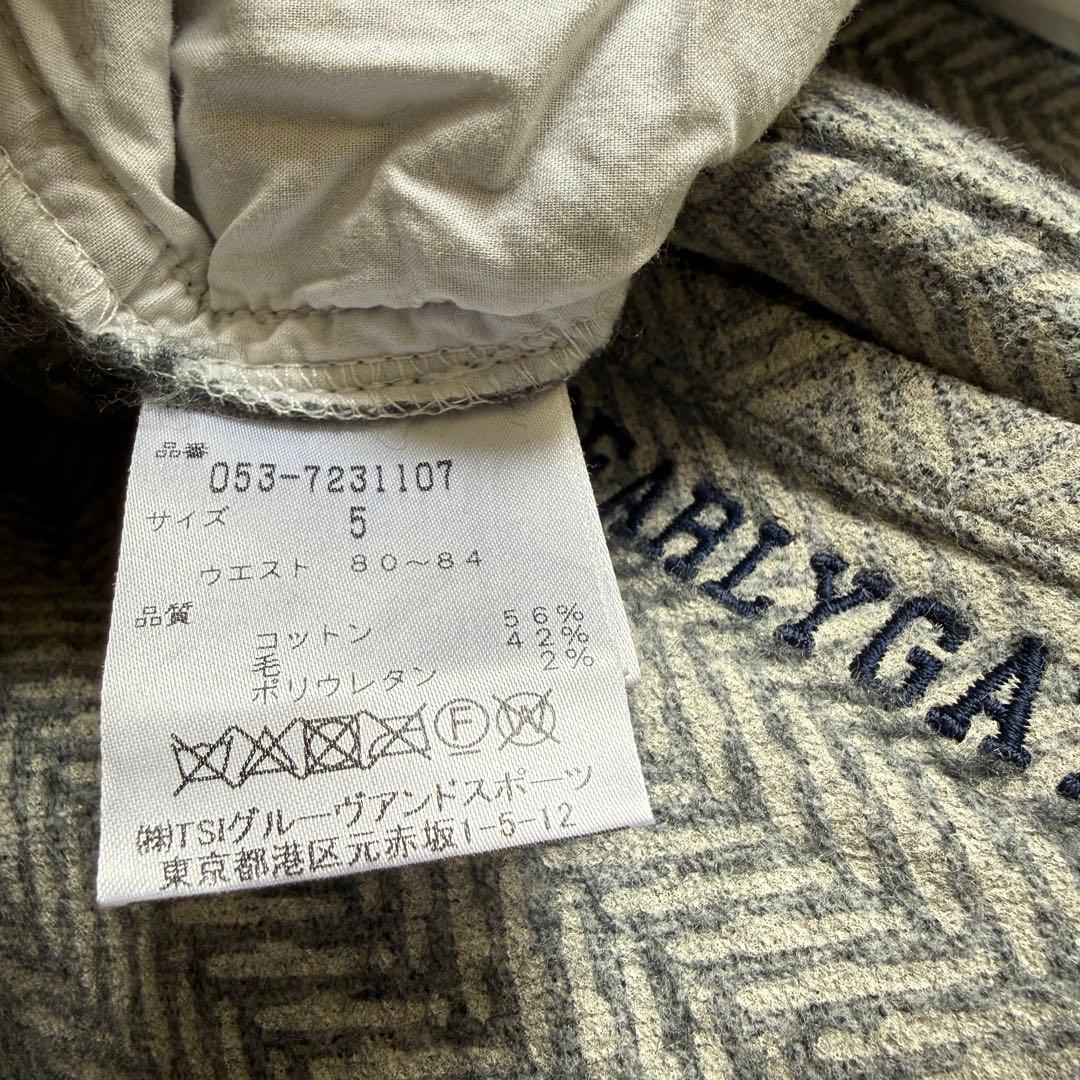 品番
053-7231107
サイズ 5
ウエスト 80～84
品質
コットン 56%
毛 42%
ポリウレタン 2%
F W
㈱TSIグルーヴアンドスポーツ
東京都港区元赤坂1-5-12
EARLYGA